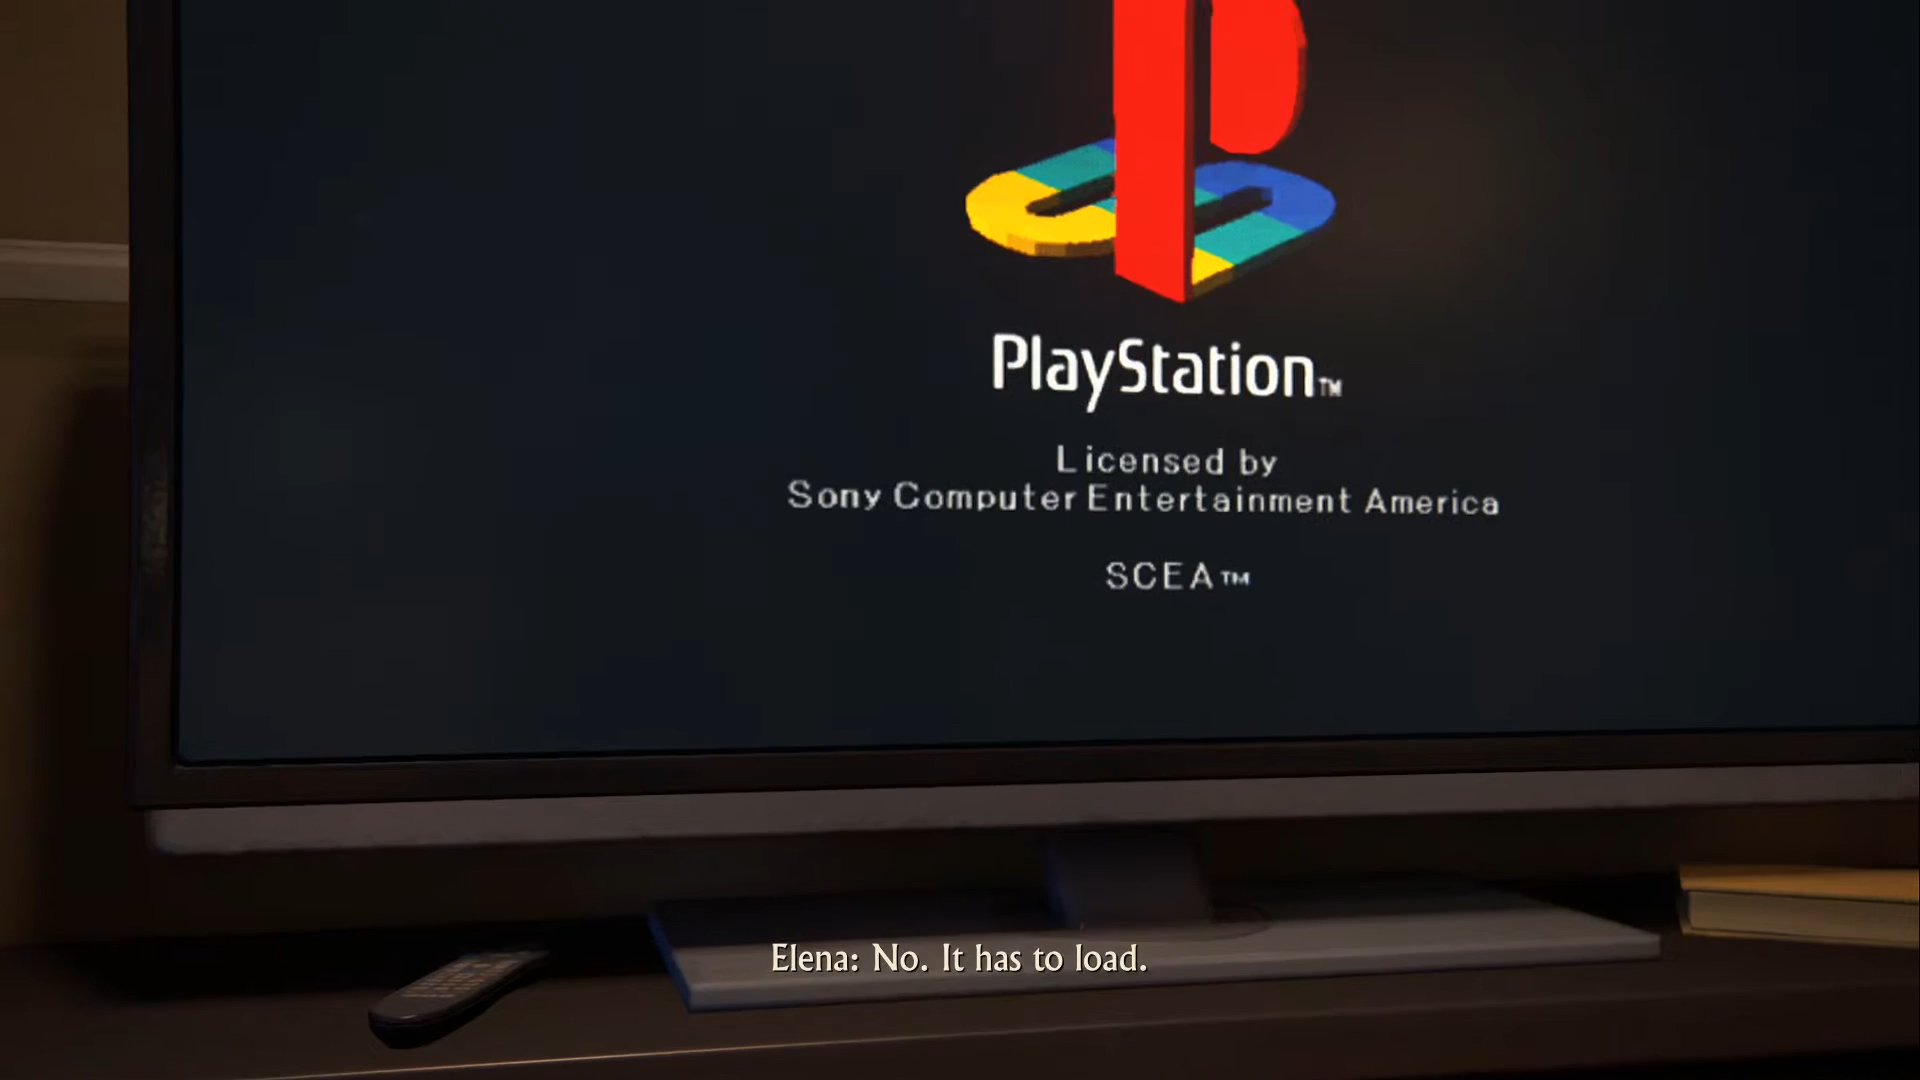 PlayStation™
Licensed by
Sony Computer Entertainment America
SCEA™
Elena: No. It has to load.